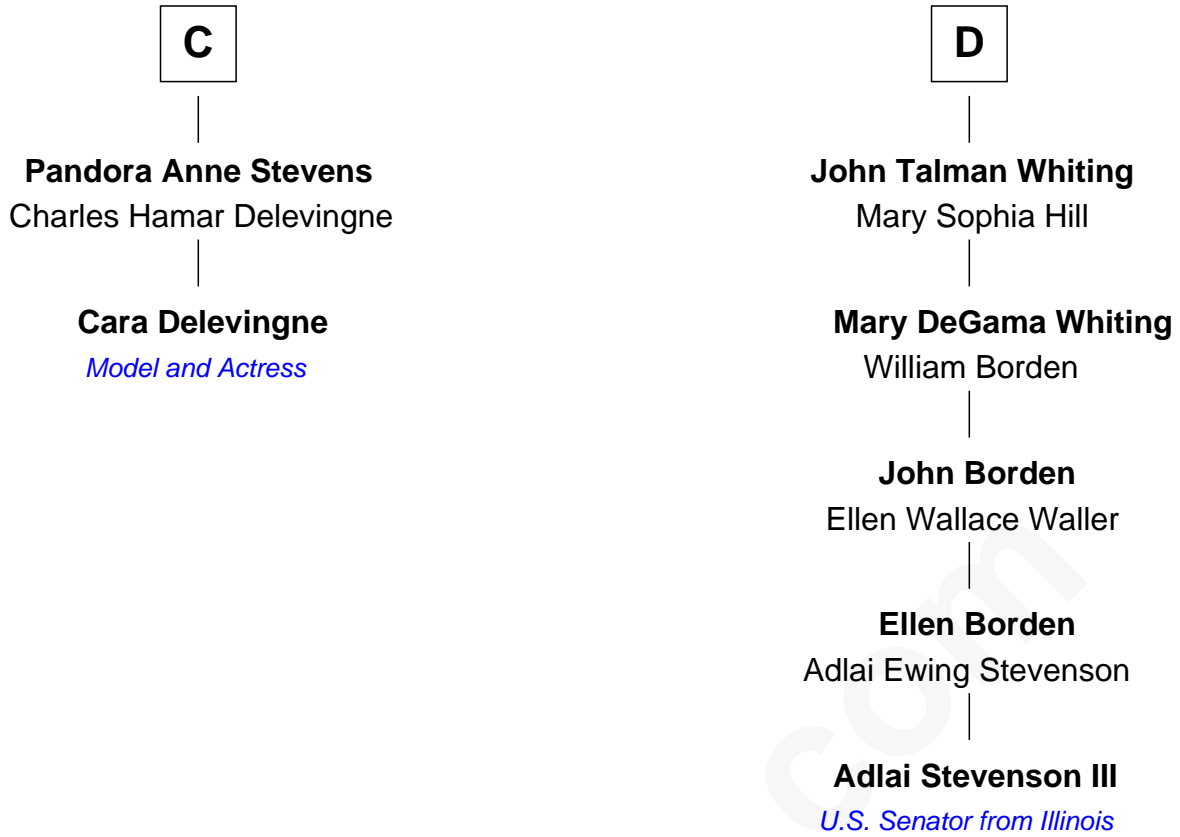 C
Pandora Anne Stevens
Charles Hamar Delevingne
Cara Delevingne
Model and Actress
D
John Talman Whiting
Mary Sophia Hill
Mary DeGama Whiting
William Borden
John Borden
Ellen Wallace Waller
Ellen Borden
Adlai Ewing Stevenson
Adlai Stevenson III
U.S. Senator from Illinois
com